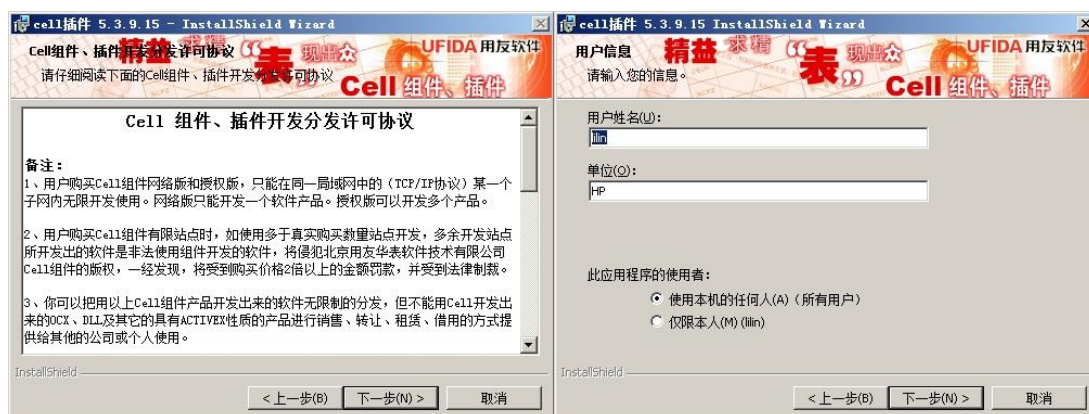 cell插件 5.3.9.15 - InstallShield Wizard
Cell组件、插件开发分发许可协议
请仔细阅读下面的Cell组件、插件开发分发许可协议
精益
求精
表
现出众
UFIDA 用友软件
Cell 组件、插件
Cell 组件、插件开发分发许可协议
备注：
1、用户购买Cell组件网络版和授权版，只能在同一局域网中的（TCP/IP协议）某一个
子网内无限开发使用。网络版只能开发一个软件产品。授权版可以开发多个产品。
2、用户购买Cell组件有限站点时，如使用多于真实购买数量站点开发，多余开发站点
所开发出的软件是非法使用组件开发的软件，将侵犯北京用友华表软件技术有限公司
Cell组件的版权，一经发现，将受到购买价格2倍以上的金额罚款，并受到法律制裁。
3、你可以把用以上Cell组件产品开发出来的软件无限制的分发，但不能用Cell开发出
来的OCX、DLL及其它的具有ACTIVEX性质的产品进行销售、转让、租赁、借用的方式提
供给其他的公司或个人使用。
InstallShield
<上一步(B)
下一步(N) >
取消
cell插件 5.3.9.15 InstallShield Wizard
用户信息
请输入您的信息。
精益
求精
表
现出众
UFIDA 用友软件
Cell 组件、插件
用户姓名(U):
lilin
单位(O):
HP
此应用程序的使用者:
使用本机的任何人(A)（所有用户）
仅限本人(M) (lilin)
InstallShield
<上一步(B)
下一步(N) >
取消